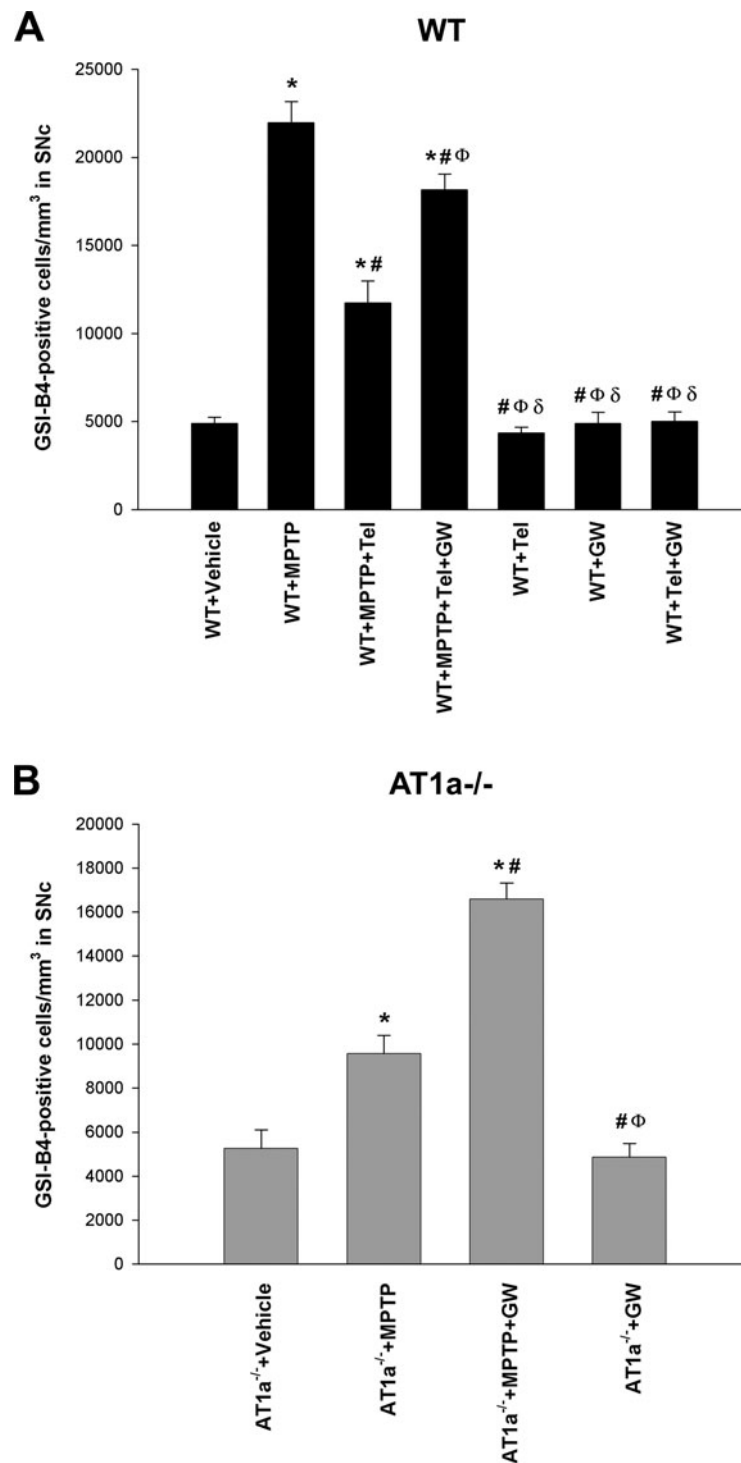 A
WT
GSI-B4-positive cells/mm³ in SNc
25000
20000
15000
10000
5000
0
*
*#
*#Φ
#Φδ
#Φδ
#Φδ
WT+Vehicle
WT+MPTP
WT+MPTP+Tel
WT+MPTP+Tel+GW
WT+Tel
WT+GW
WT+Tel+GW
B
AT1a-/-
GSI-B4-positive cells/mm³ in SNc
20000
18000
16000
14000
12000
10000
8000
6000
4000
2000
0
*
*#
#Φ
AT1a⁻/⁻+Vehicle
AT1a⁻/⁻+MPTP
AT1a⁻/⁻+MPTP+GW
AT1a⁻/⁻+GW